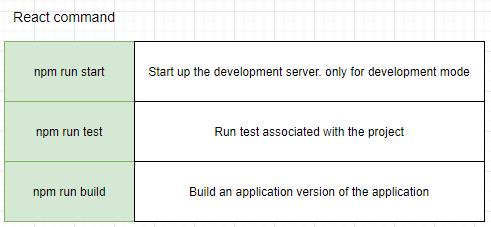 React command
npm run start
Start up the development server. only for development mode
npm run test
Run test associated with the project
npm run build
Build an application version of the application